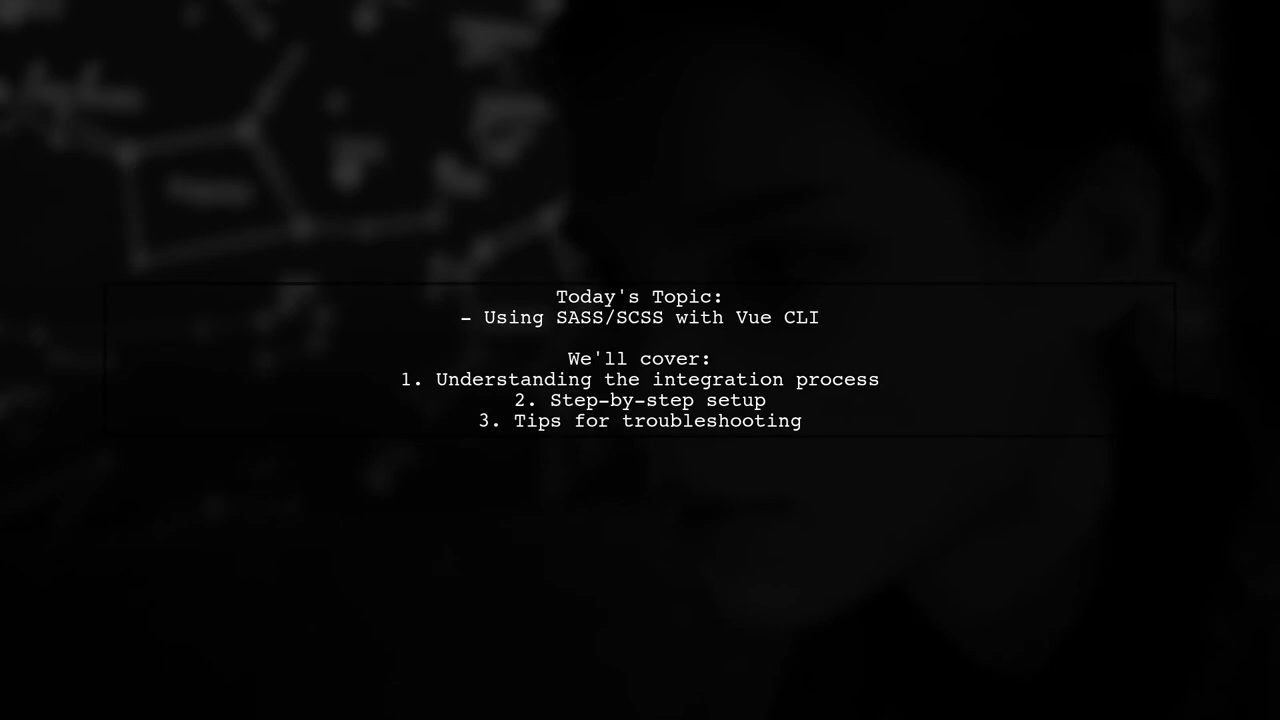 Today's Topic:
- Using SASS/SCSS with Vue CLI
We'll cover:
1. Understanding the integration process
2. Step-by-step setup
3. Tips for troubleshooting